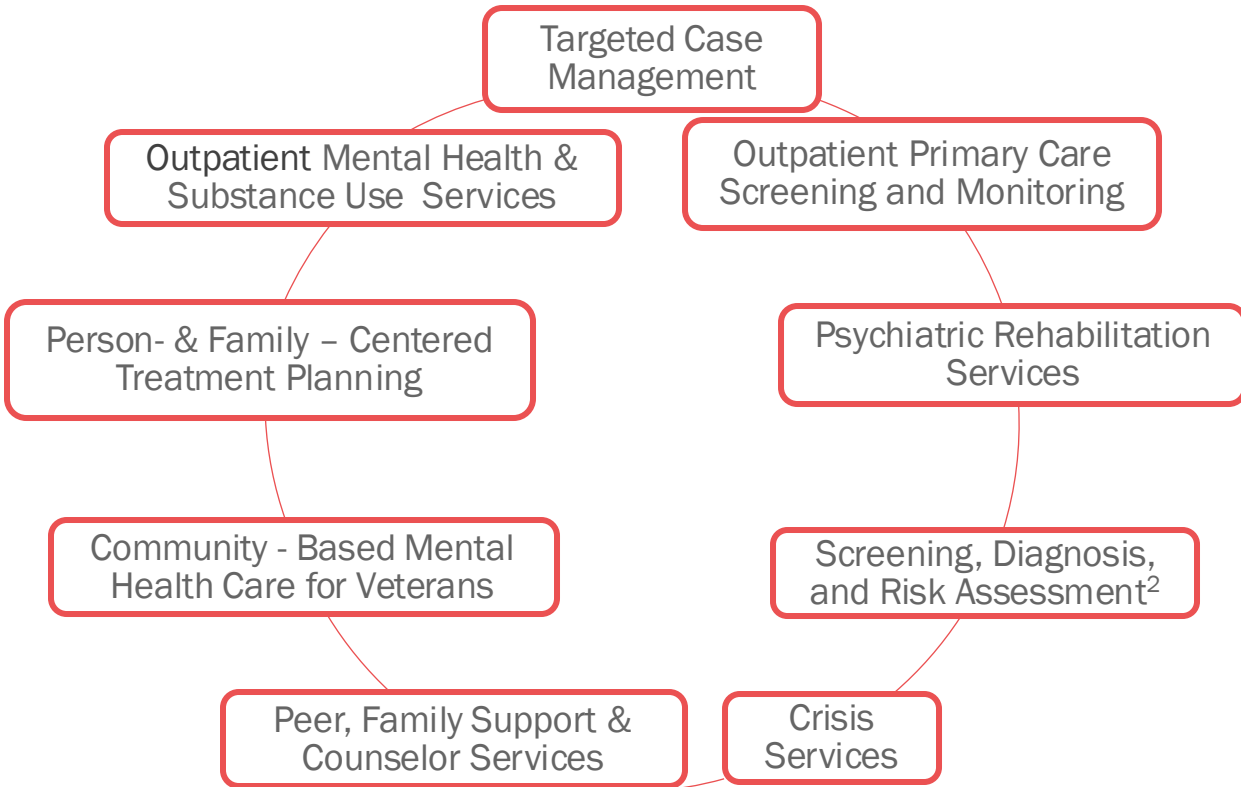 Targeted Case
Management
Outpatient Mental Health &
Substance Use  Services
Outpatient Primary Care
Screening and Monitoring
Person- & Family – Centered
Treatment Planning
Psychiatric Rehabilitation
Services
Community - Based Mental
Health Care for Veterans
Screening, Diagnosis,
and Risk Assessment²
Peer, Family Support &
Counselor Services
Crisis
Services